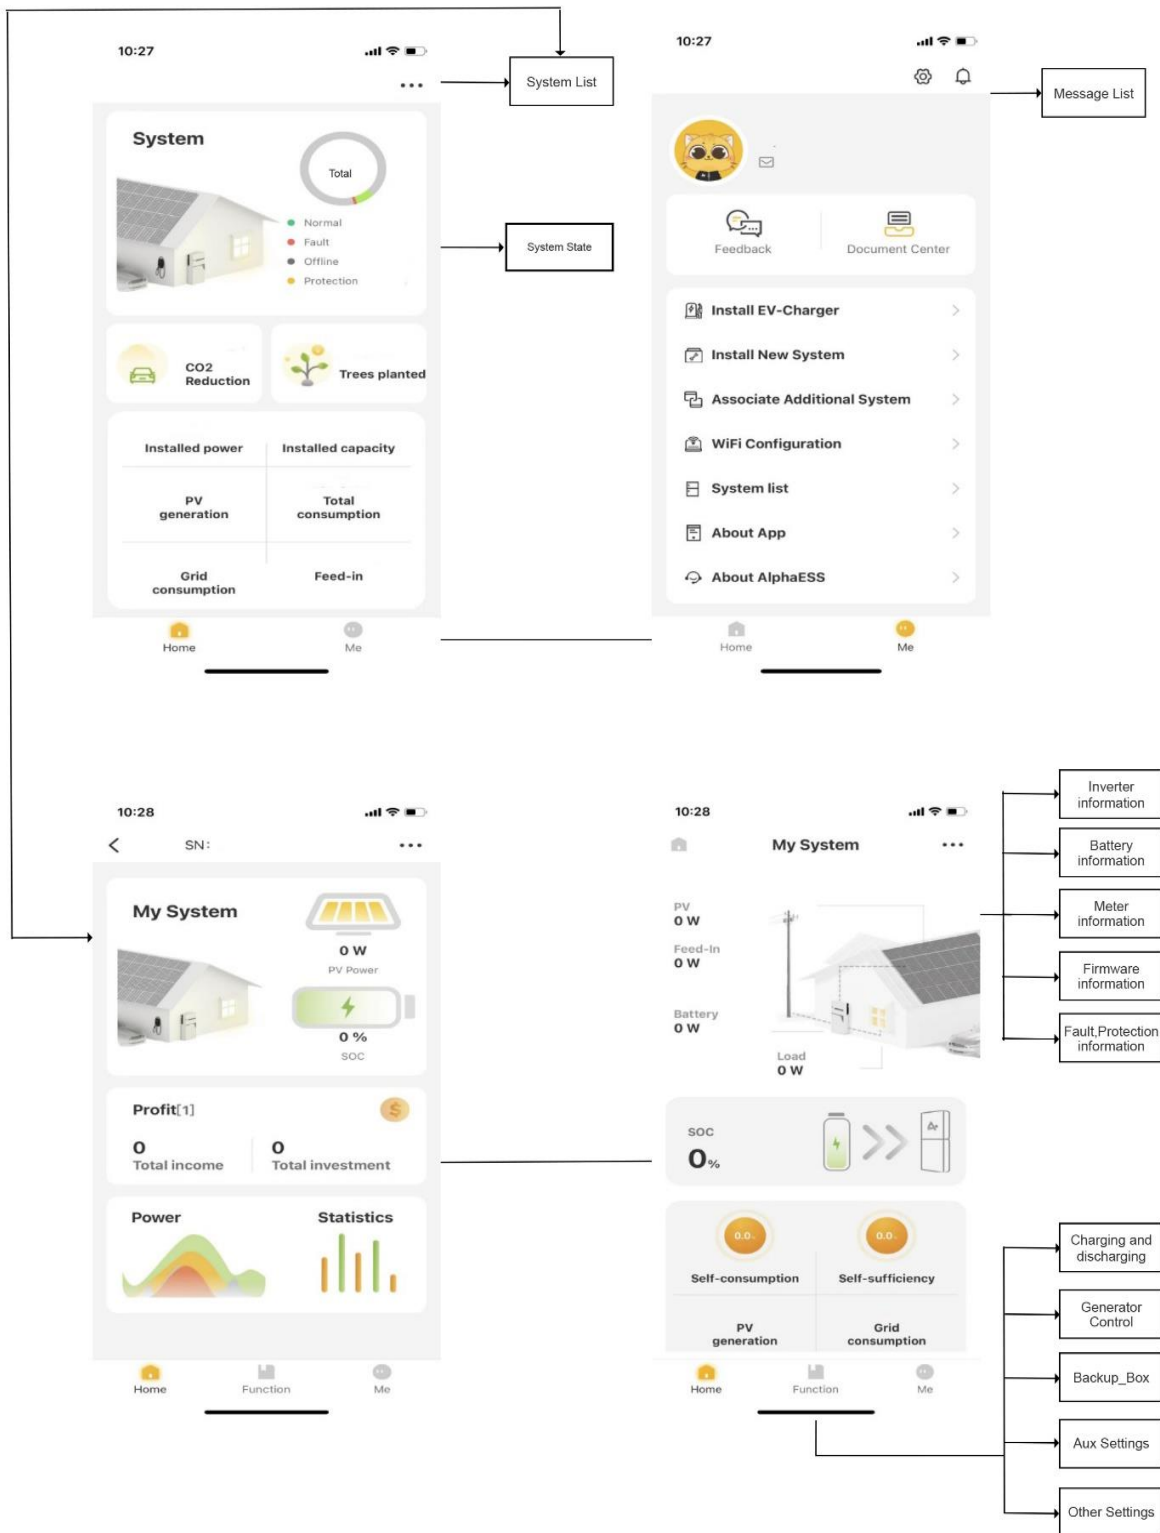 10:27
System List
System
Total
Normal
Fault
Offline
Protection
System State
CO2
Reduction
Trees planted
Installed power
Installed capacity
PV
generation
Total
consumption
Grid
consumption
Feed-in
Home
Me
10:27
Message List
Feedback
Document Center
Install EV-Charger
Install New System
Associate Additional System
WiFi Configuration
System list
About App
About AlphaESS
Home
Me
10:28
SN:
My System
0 W
PV Power
0 %
SOC
Profit[1]
0
Total income
0
Total investment
Power
Statistics
Home
Function
Me
10:28
My System
PV
0 W
Feed-In
0 W
Battery
0 W
Load
0 W
SOC
0%
0.0
Self-consumption
0.0
Self-sufficiency
PV
generation
Grid
consumption
Home
Function
Me
Inverter
information
Battery
information
Meter
information
Firmware
information
Fault,Protection
information
Charging and
discharging
Generator
Control
Backup_Box
Aux Settings
Other Settings